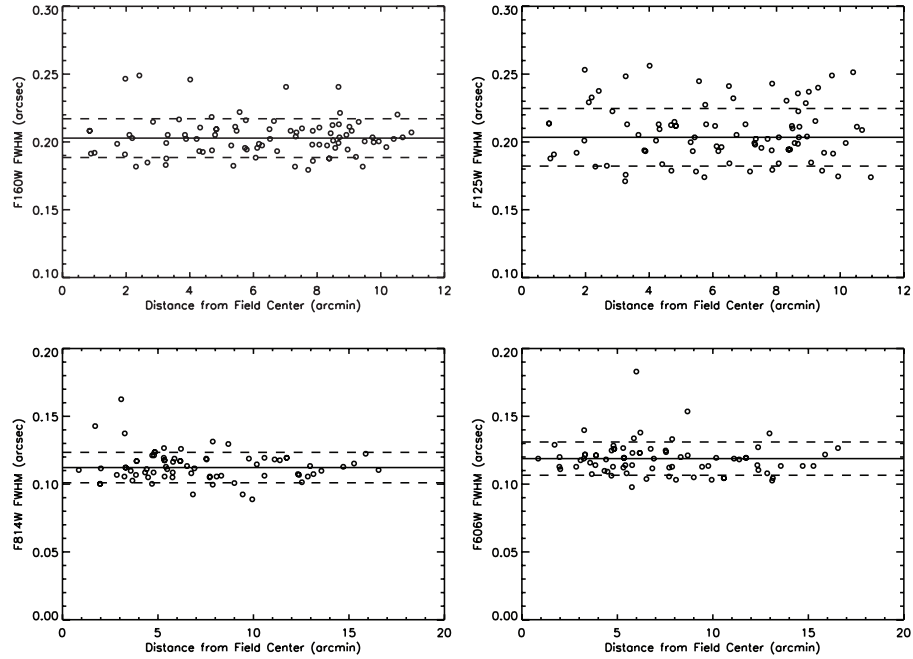 0.30
0.25
0.20
0.15
0.10
F160W FWHM (arcsec)
0 2 4 6 8 10 12
Distance from Field Center (arcmin)
0.30
0.25
0.20
0.15
0.10
F125W FWHM (arcsec)
0 2 4 6 8 10 12
Distance from Field Center (arcmin)
0.20
0.15
0.10
0.05
0.00
F814W FWHM (arcsec)
0 5 10 15 20
Distance from Field Center (arcmin)
0.20
0.15
0.10
0.05
0.00
F606W FWHM (arcsec)
0 5 10 15 20
Distance from Field Center (arcmin)